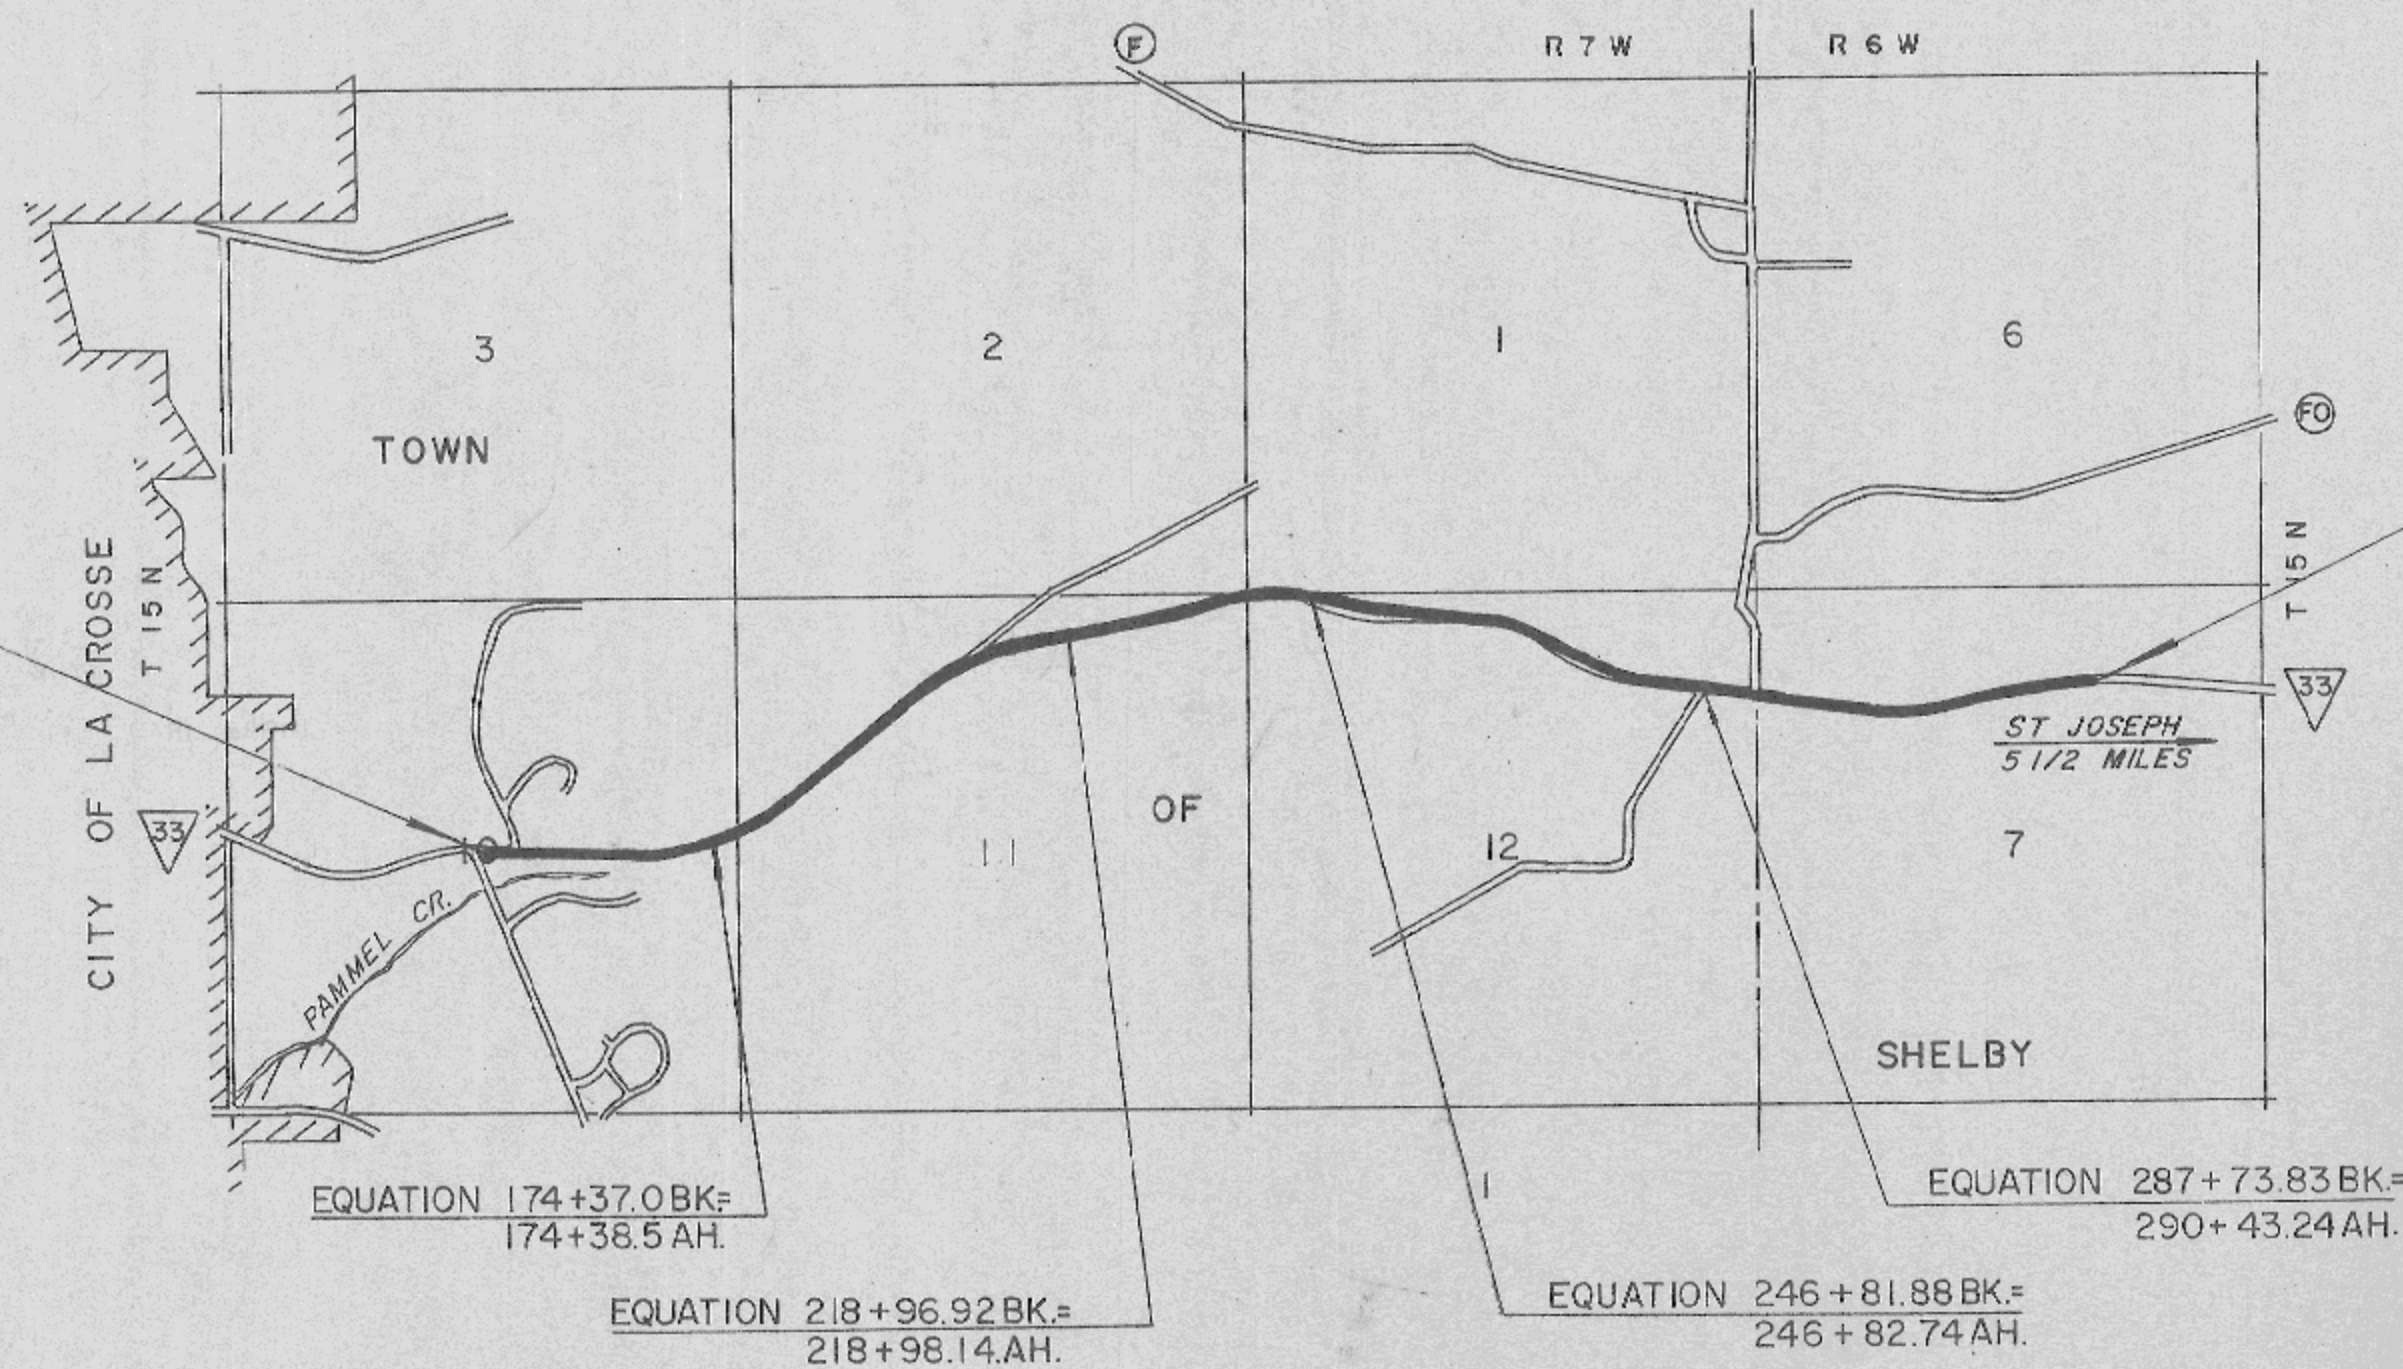 F
R 7 W
R 6 W
3
2
1
6
FO
TOWN
CITY OF LA CROSSE
T 15 N
T 15 N
33
33
ST JOSEPH
5 1/2 MILES
10
11
OF
12
7
PAMMEL CR.
SHELBY
EQUATION 174+37.0 BK.=
174+38.5 AH.
EQUATION 218+96.92 BK.=
218+98.14.AH.
EQUATION 246+81.88 BK.=
246+82.74 AH.
EQUATION 287+73.83 BK.=
290+43.24 AH.